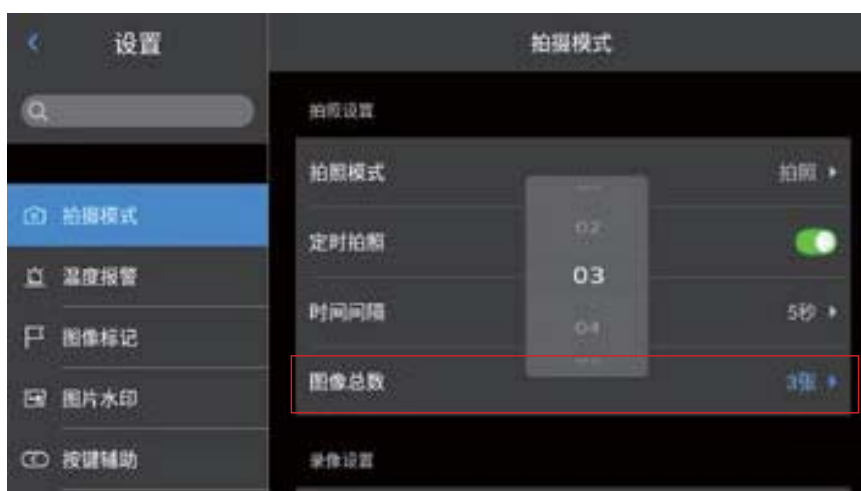 设置
拍摄模式
拍照设置
拍摄模式
温度报警
图像标记
图片水印
按键辅助
拍照模式
拍照
定时拍照
时间间隔
5秒
图像总数
3张
02
03
04
录像设置